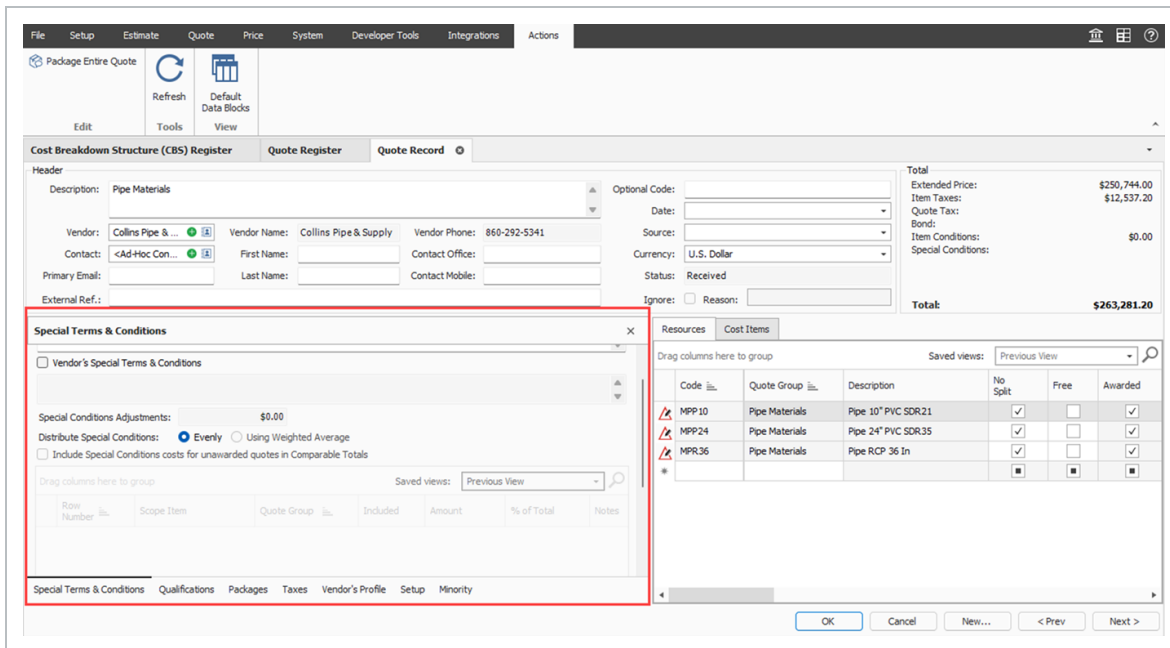 File Setup Estimate Quote Price System Developer Tools Integrations Actions
Package Entire Quote
Refresh
Default
Data Blocks
Edit Tools View
Cost Breakdown Structure (CBS) Register Quote Register Quote Record
Header
Description: Pipe Materials
Optional Code:
Date:
Vendor: Collins Pipe & ... Vendor Name: Collins Pipe & Supply Vendor Phone: 860-292-5341 Source:
Contact: <Ad-Hoc Con... First Name: Contact Office: Currency: U.S. Dollar
Primary Email: Last Name: Contact Mobile: Status: Received
External Ref.: Ignore: Reason:
Total
Extended Price: $250,744.00
Item Taxes: $12,537.20
Quote Tax:
Bond:
Item Conditions: $0.00
Special Conditions:
Total: $263,281.20
Special Terms & Conditions
Vendor's Special Terms & Conditions
Special Conditions Adjustments: $0.00
Distribute Special Conditions: Evenly Using Weighted Average
Include Special Conditions costs for unawarded quotes in Comparable Totals
Drag columns here to group Saved views: Previous View
Row
Number Scope Item Quote Group Included Amount % of Total Notes
Special Terms & Conditions Qualifications Packages Taxes Vendor's Profile Setup Minority
Resources Cost Items
Drag columns here to group Saved views: Previous View
Code Quote Group Description No
Split Free Awarded
MPP10 Pipe Materials Pipe 10" PVC SDR21
MPP24 Pipe Materials Pipe 24" PVC SDR35
MPR36 Pipe Materials Pipe RCP 36 In
OK Cancel New... < Prev Next >